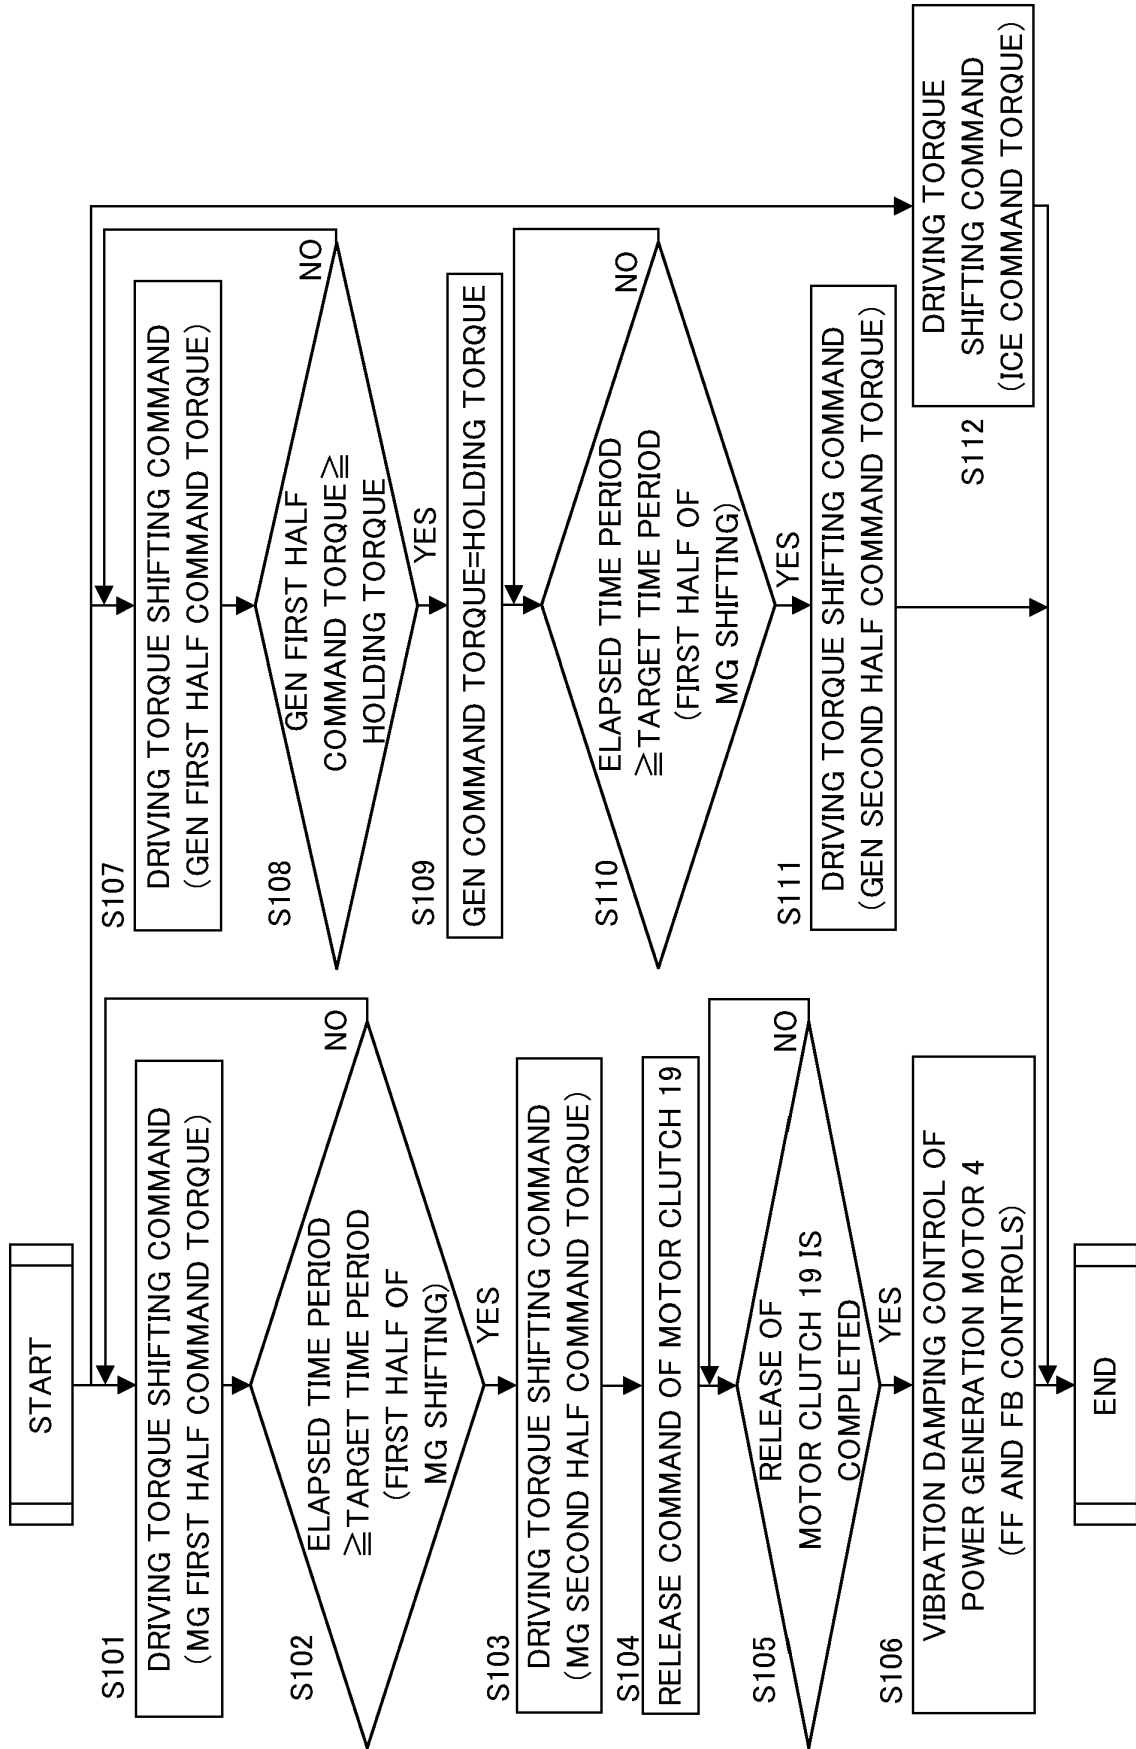 START
S101
DRIVING TORQUE SHIFTING COMMAND
(MG FIRST HALF COMMAND TORQUE)
S102
ELAPSED TIME PERIOD
≧TARGET TIME PERIOD
(FIRST HALF OF
MG SHIFTING)
NO
YES
S103
DRIVING TORQUE SHIFTING COMMAND
(MG SECOND HALF COMMAND TORQUE)
S104
RELEASE COMMAND OF MOTOR CLUTCH 19
S105
RELEASE OF
MOTOR CLUTCH 19 IS
COMPLETED
NO
YES
S106
VIBRATION DAMPING CONTROL OF
POWER GENERATION MOTOR 4
(FF AND FB CONTROLS)
END
S107
DRIVING TORQUE SHIFTING COMMAND
(GEN FIRST HALF COMMAND TORQUE)
S108
GEN FIRST HALF
COMMAND TORQUE≧
HOLDING TORQUE
NO
YES
S109
GEN COMMAND TORQUE=HOLDING TORQUE
S110
ELAPSED TIME PERIOD
≧TARGET TIME PERIOD
(FIRST HALF OF
MG SHIFTING)
NO
YES
S111
DRIVING TORQUE SHIFTING COMMAND
(GEN SECOND HALF COMMAND TORQUE)
S112
DRIVING TORQUE
SHIFTING COMMAND
(ICE COMMAND TORQUE)